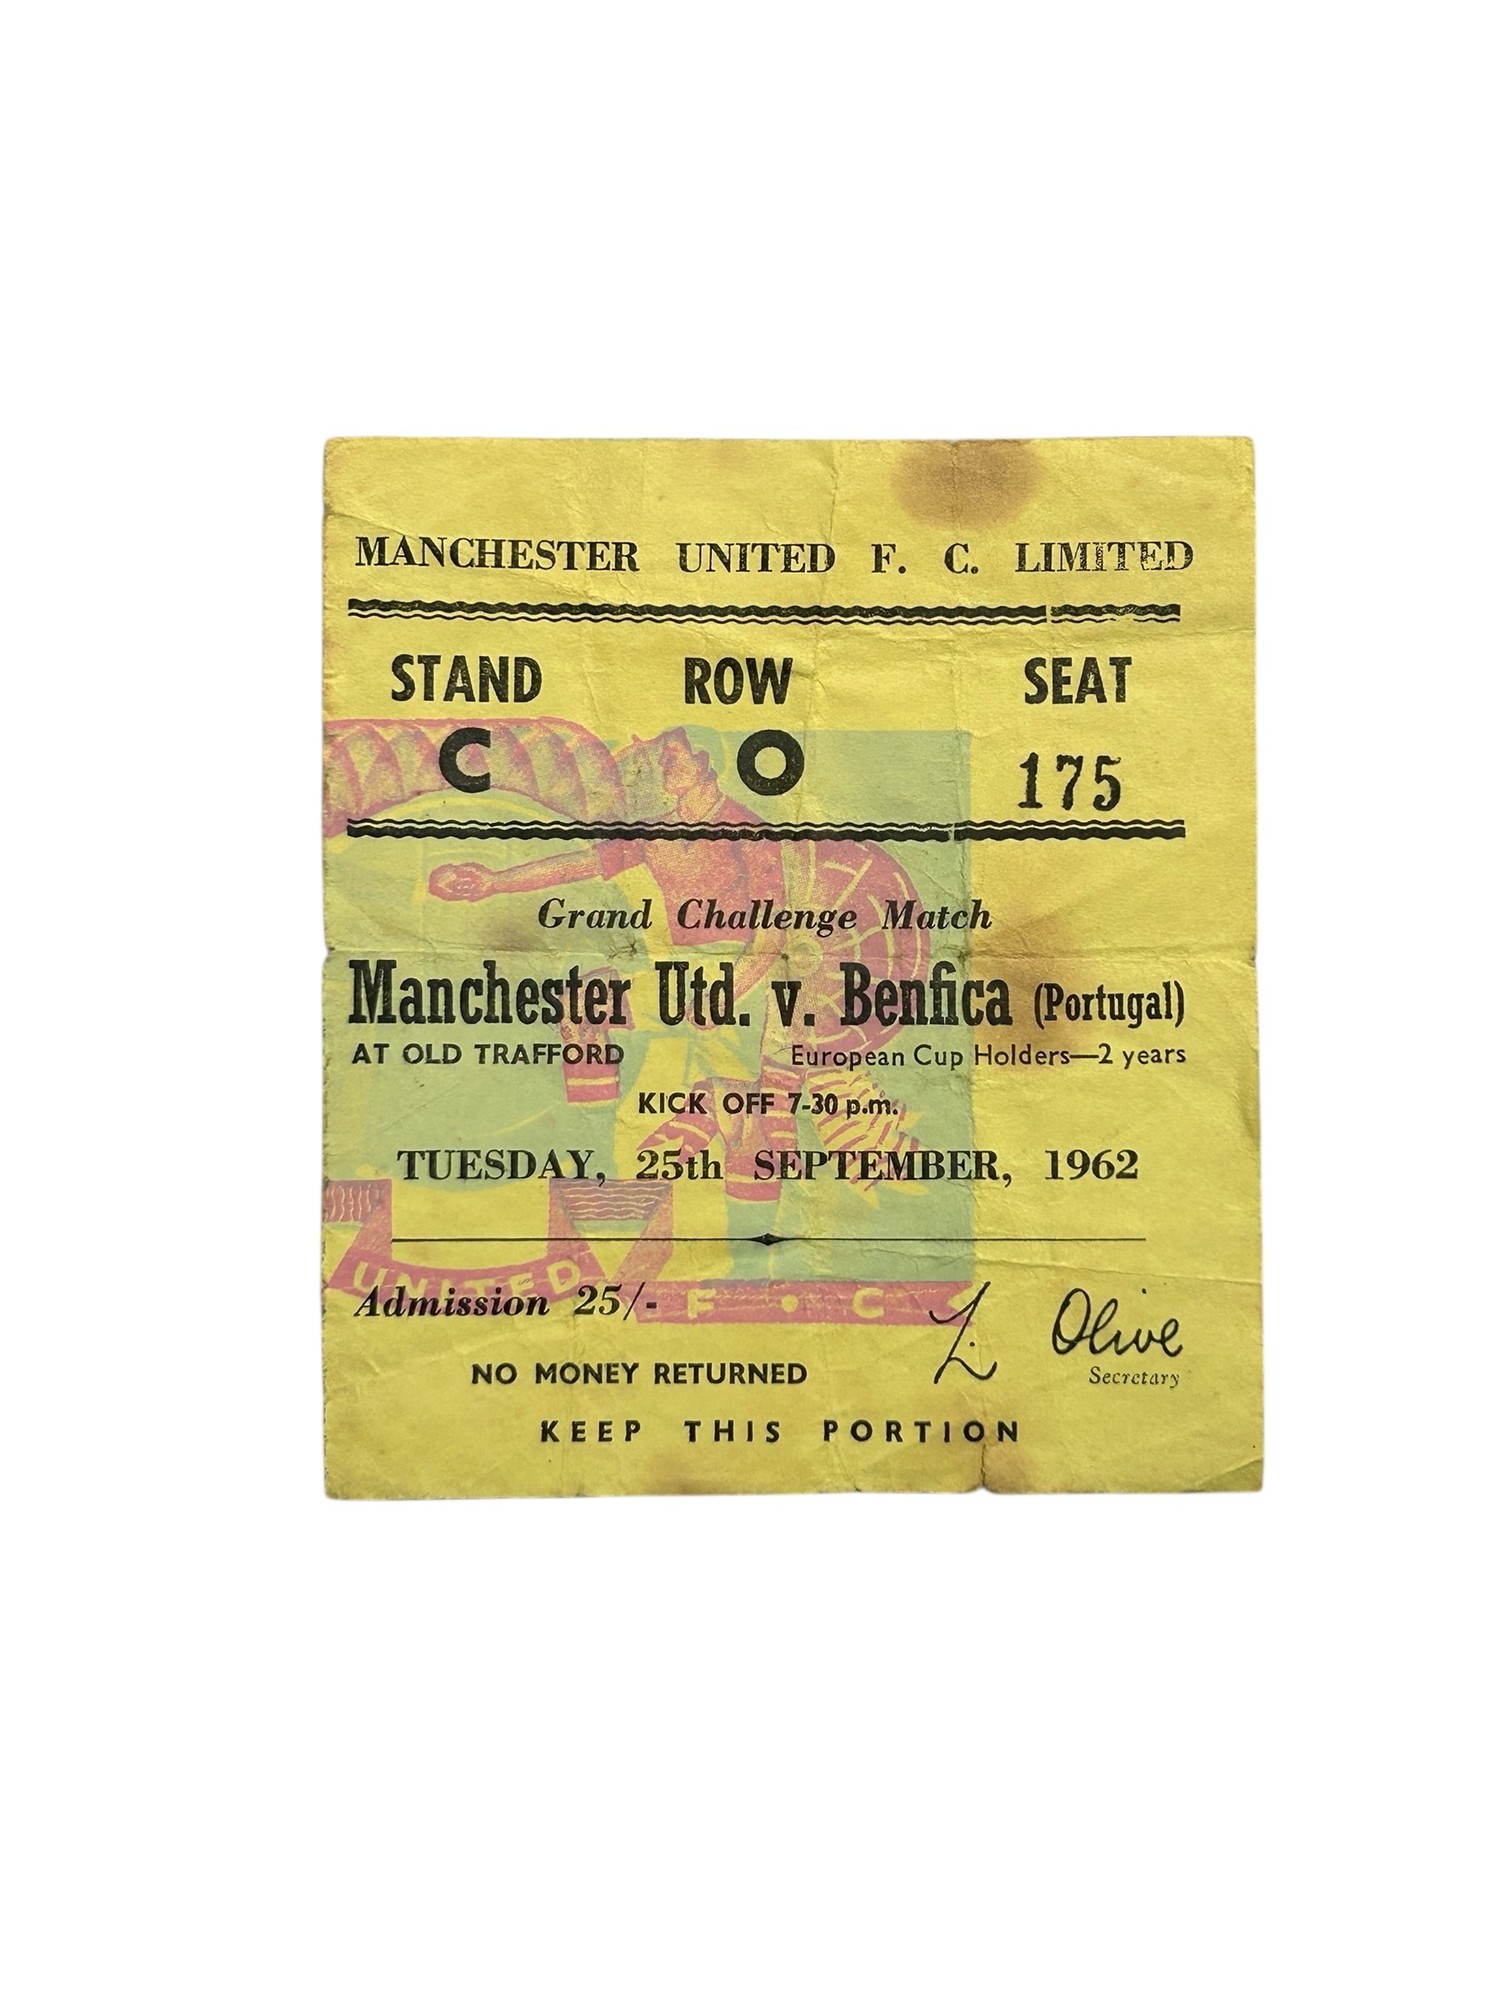 MANCHESTER UNITED F. C. LIMITED
STAND ROW SEAT
C O 175
Grand Challenge Match
Manchester Utd. v. Benfica (Portugal)
AT OLD TRAFFORD European Cup Holders—2 years
KICK OFF 7-30 p.m.
TUESDAY, 25th SEPTEMBER, 1962
UNITED F • C
Admission 25/-
L. Olive
Secretary
NO MONEY RETURNED
KEEP THIS PORTION